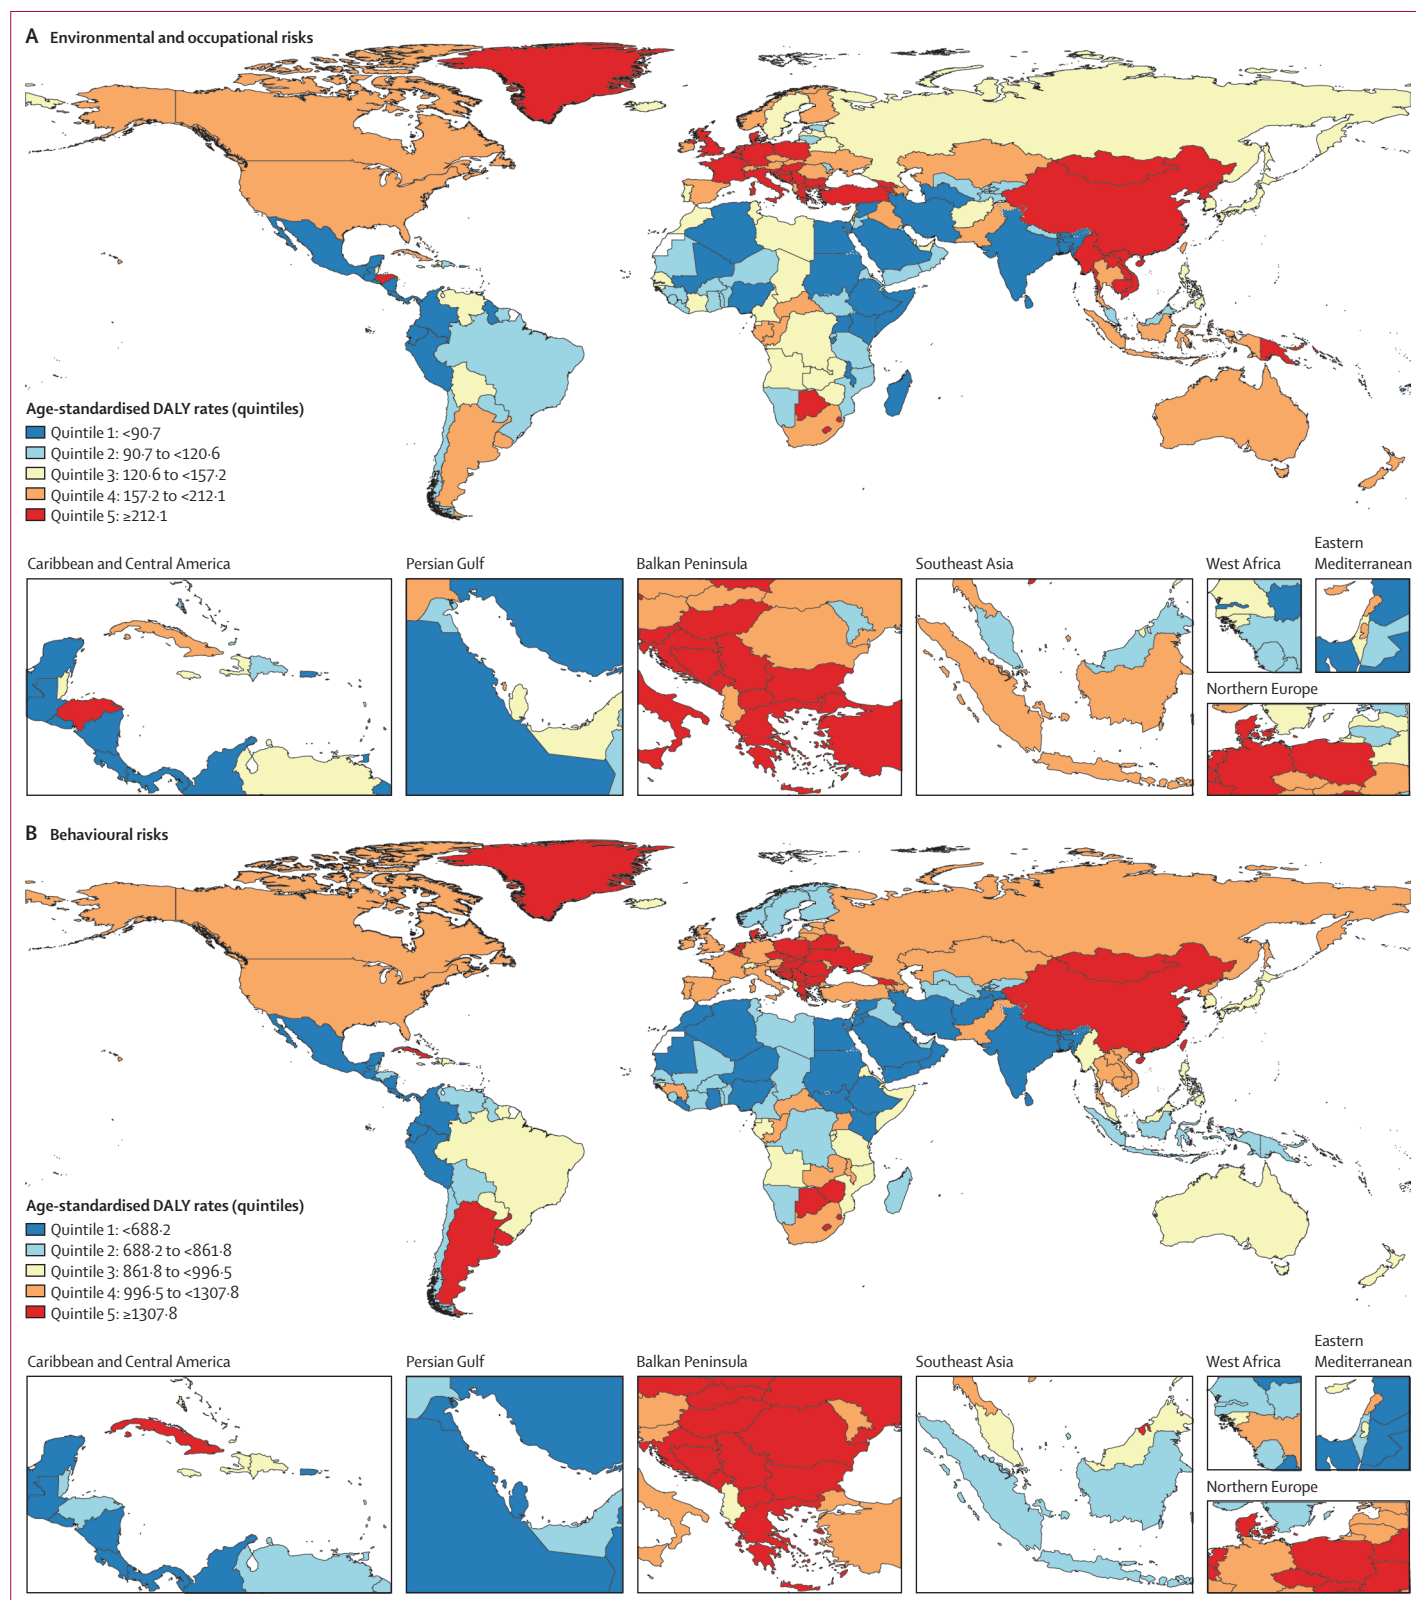 A Environmental and occupational risks
Age-standardised DALY rates (quintiles)
Quintile 1: <90·7
Quintile 2: 90·7 to <120·6
Quintile 3: 120·6 to <157·2
Quintile 4: 157·2 to <212·1
Quintile 5: ≥212·1
Caribbean and Central America
Persian Gulf
Balkan Peninsula
Southeast Asia
West Africa
Eastern
Mediterranean
Northern Europe
B Behavioural risks
Age-standardised DALY rates (quintiles)
Quintile 1: <688·2
Quintile 2: 688·2 to <861·8
Quintile 3: 861·8 to <996·5
Quintile 4: 996·5 to <1307·8
Quintile 5: ≥1307·8
Caribbean and Central America
Persian Gulf
Balkan Peninsula
Southeast Asia
West Africa
Eastern
Mediterranean
Northern Europe